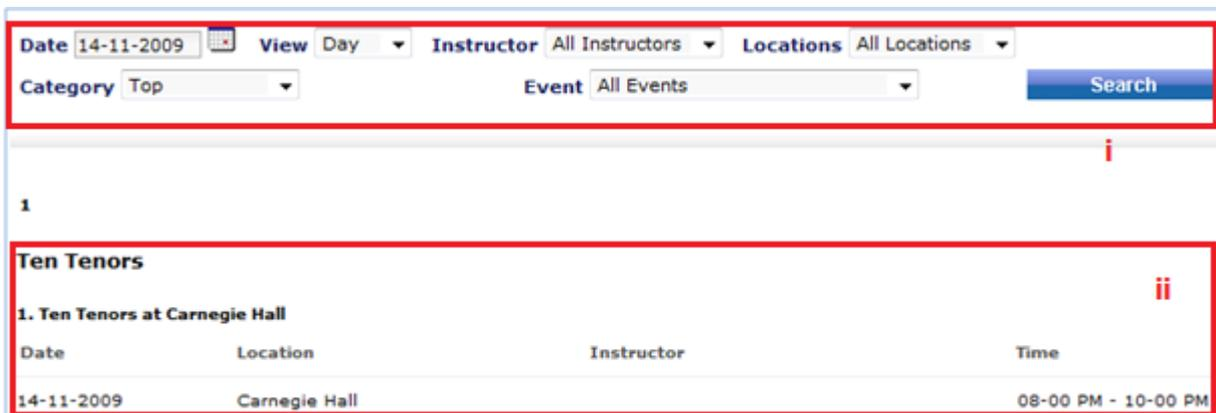 Date 14-11-2009 View Day Instructor All Instructors Locations All Locations
Category Top Event All Events Search
i
1
Ten Tenors
ii
1. Ten Tenors at Carnegie Hall
Date Location Instructor Time
14-11-2009 Carnegie Hall 08-00 PM - 10-00 PM